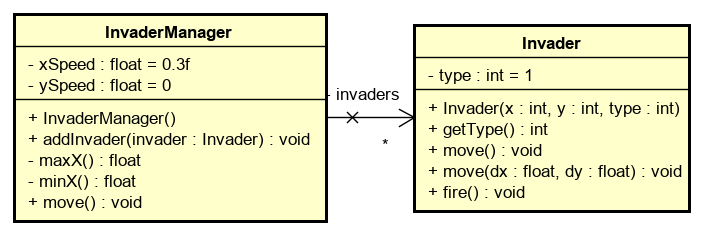 InvaderManager
- xSpeed : float = 0.3f
- ySpeed : float = 0
+ InvaderManager()
+ addInvader(invader : Invader) : void
- maxX() : float
- minX() : float
+ move() : void
- invaders
*
Invader
- type : int = 1
+ Invader(x : int, y : int, type : int)
+ getType() : int
+ move() : void
+ move(dx : float, dy : float) : void
+ fire() : void